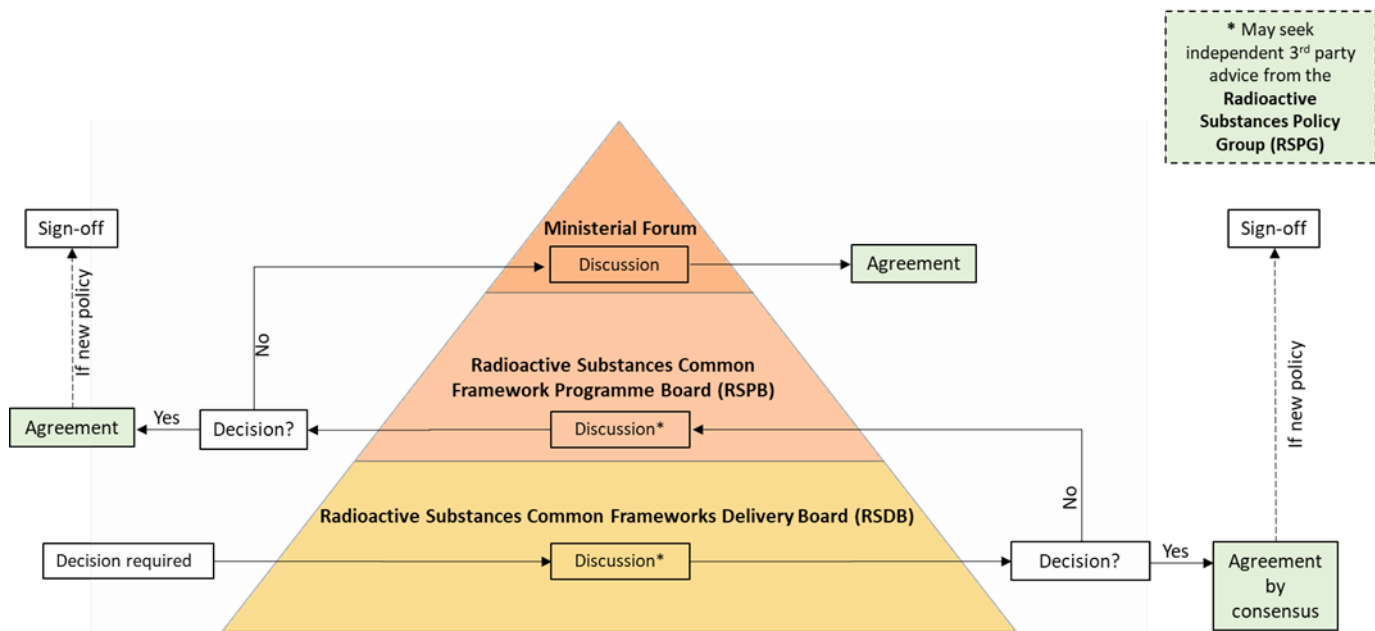 * May seek
independent 3rd party
advice from the
Radioactive
Substances Policy
Group (RSPG)
Sign-off
If new policy
Agreement
Yes
Decision?
No
Ministerial Forum
Discussion
Agreement
Radioactive Substances Common
Framework Programme Board (RSPB)
Discussion*
Radioactive Substances Common Frameworks Delivery Board (RSDB)
Decision required
Discussion*
No
Decision?
Yes
Sign-off
If new policy
Agreement
by
consensus